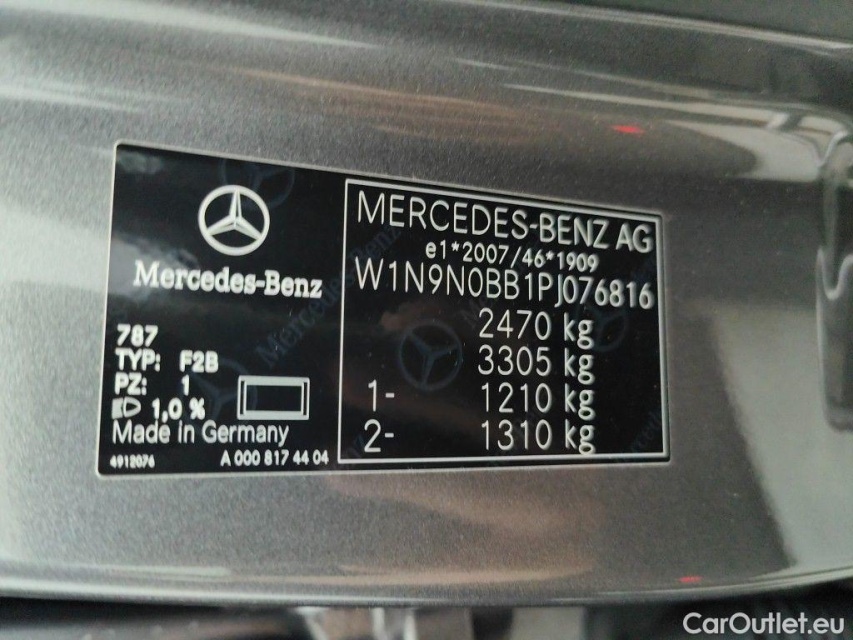 Mercedes-Benz
787
TYP: F2B
PZ: 1
1,0 %
Made in Germany
4912076 A 000 817 44 04
MERCEDES-BENZ AG
e1*2007/46*1909
W1N9N0BB1PJ076816
2470 kg
3305 kg
1- 1210 kg
2- 1310 kg
CarOutlet.eu